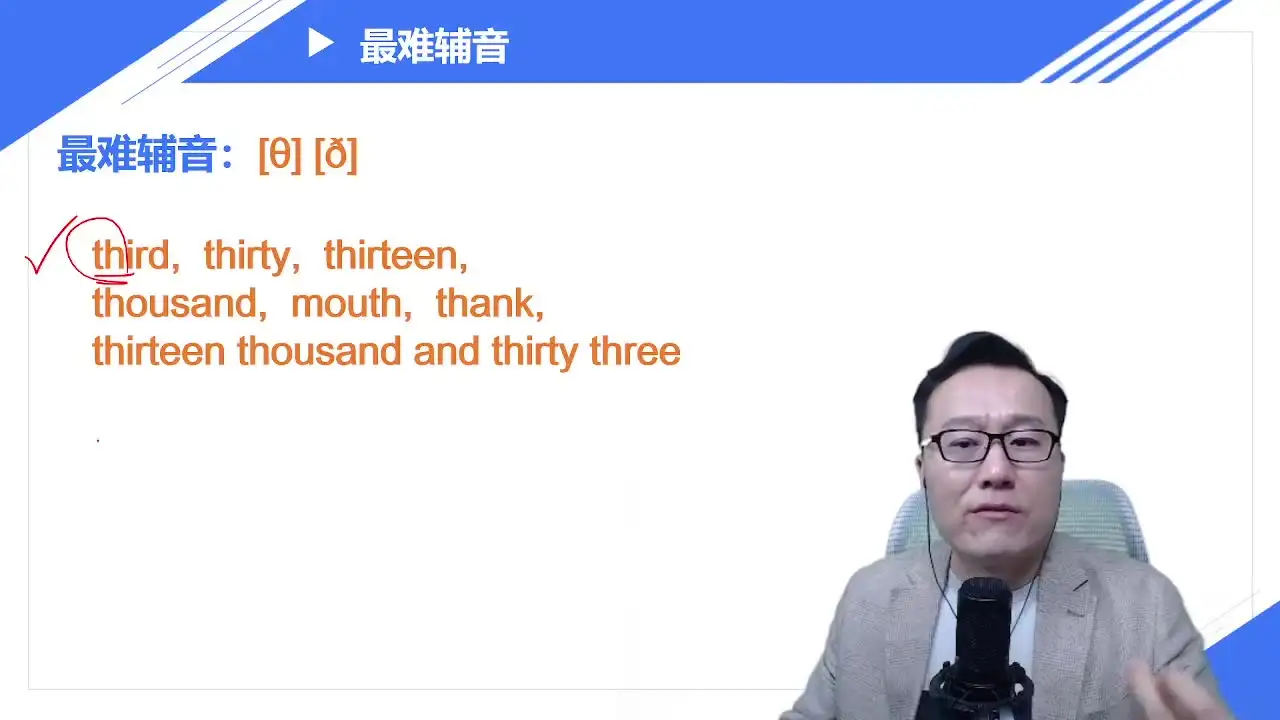 最难辅音
最难辅音：[θ] [ð]
third, thirty, thirteen,
thousand, mouth, thank,
thirteen thousand and thirty three